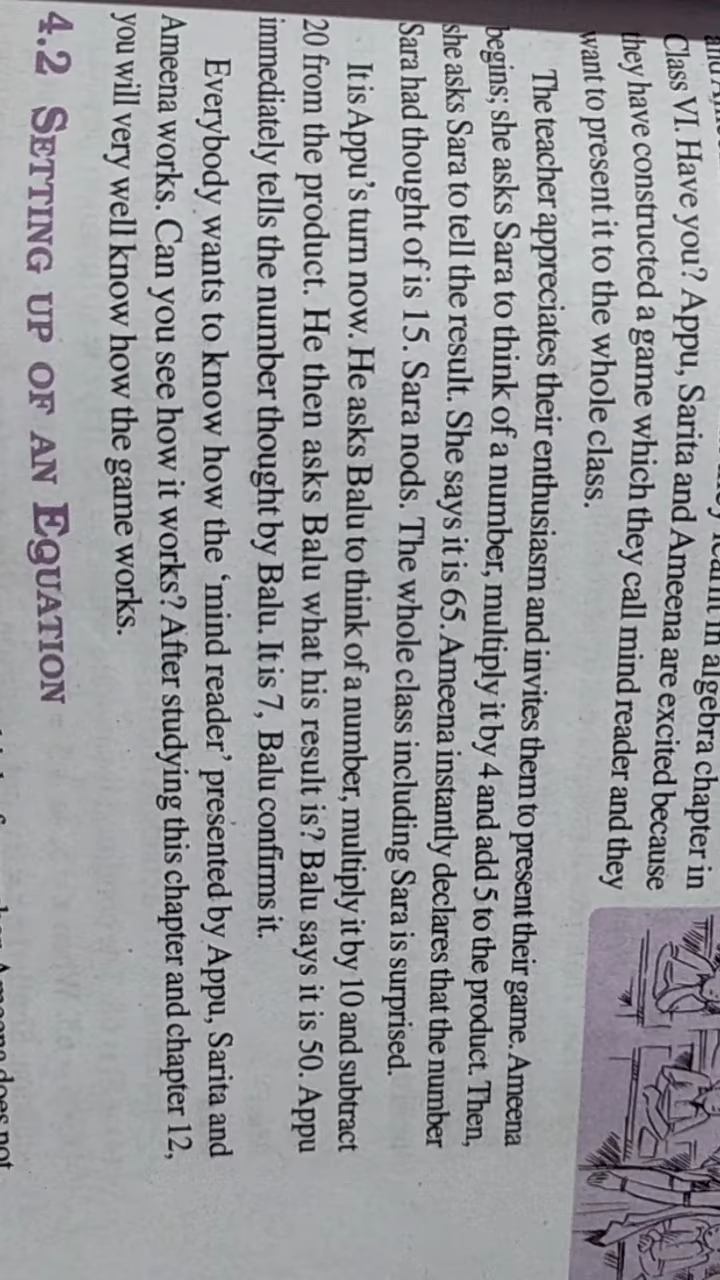 algebra chapter in
Class VI. Have you? Appu, Sarita and Ameena are excited because
they have constructed a game which they call mind reader and they
want to present it to the whole class.
The teacher appreciates their enthusiasm and invites them to present their game. Ameena
begins; she asks Sara to think of a number, multiply it by 4 and add 5 to the product. Then,
she asks Sara to tell the result. She says it is 65. Ameena instantly declares that the number
Sara had thought of is 15. Sara nods. The whole class including Sara is surprised.
It is Appu's turn now. He asks Balu to think of a number, multiply it by 10 and subtract
20 from the product. He then asks Balu what his result is? Balu says it is 50. Appu
immediately tells the number thought by Balu. It is 7, Balu confirms it.
Everybody wants to know how the ‘mind reader’ presented by Appu, Sarita and
Ameena works. Can you see how it works? After studying this chapter and chapter 12,
you will very well know how the game works.
4.2 SETTING UP OF AN EQUATION
does not